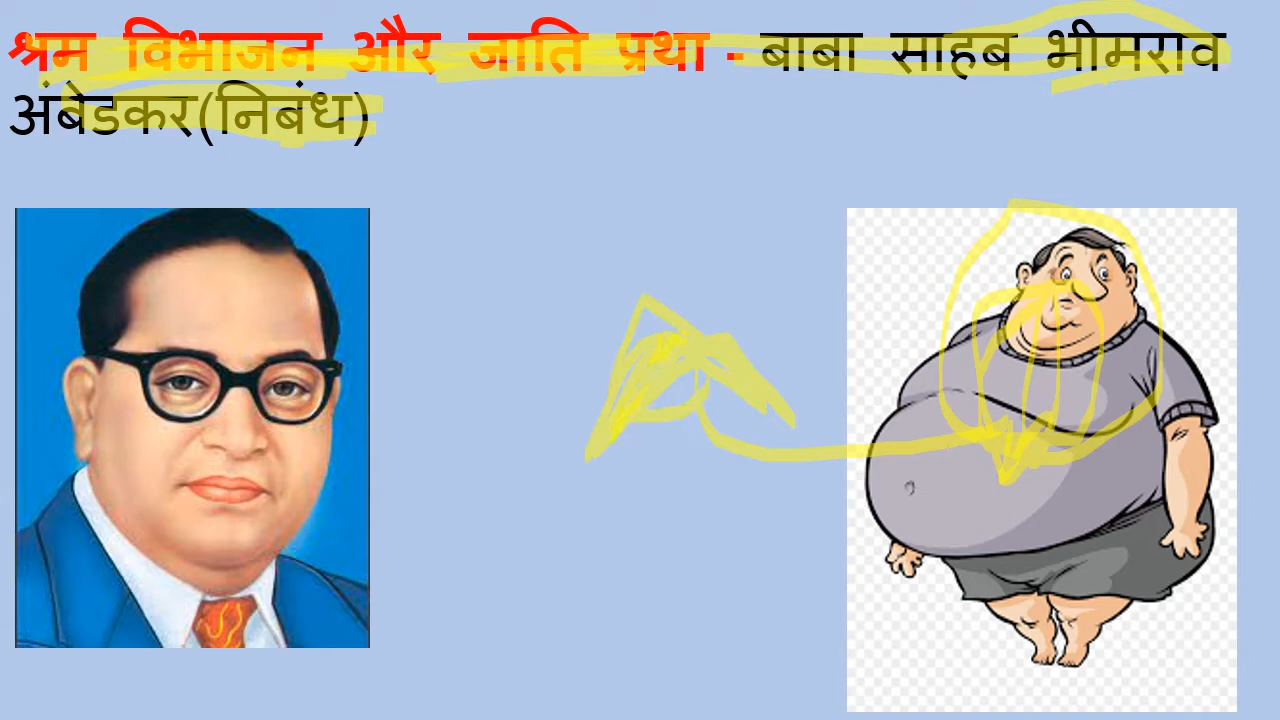 श्रम विभाजन और जाति प्रथा - बाबा साहब भीमराव
अंबेडकर(निबंध)